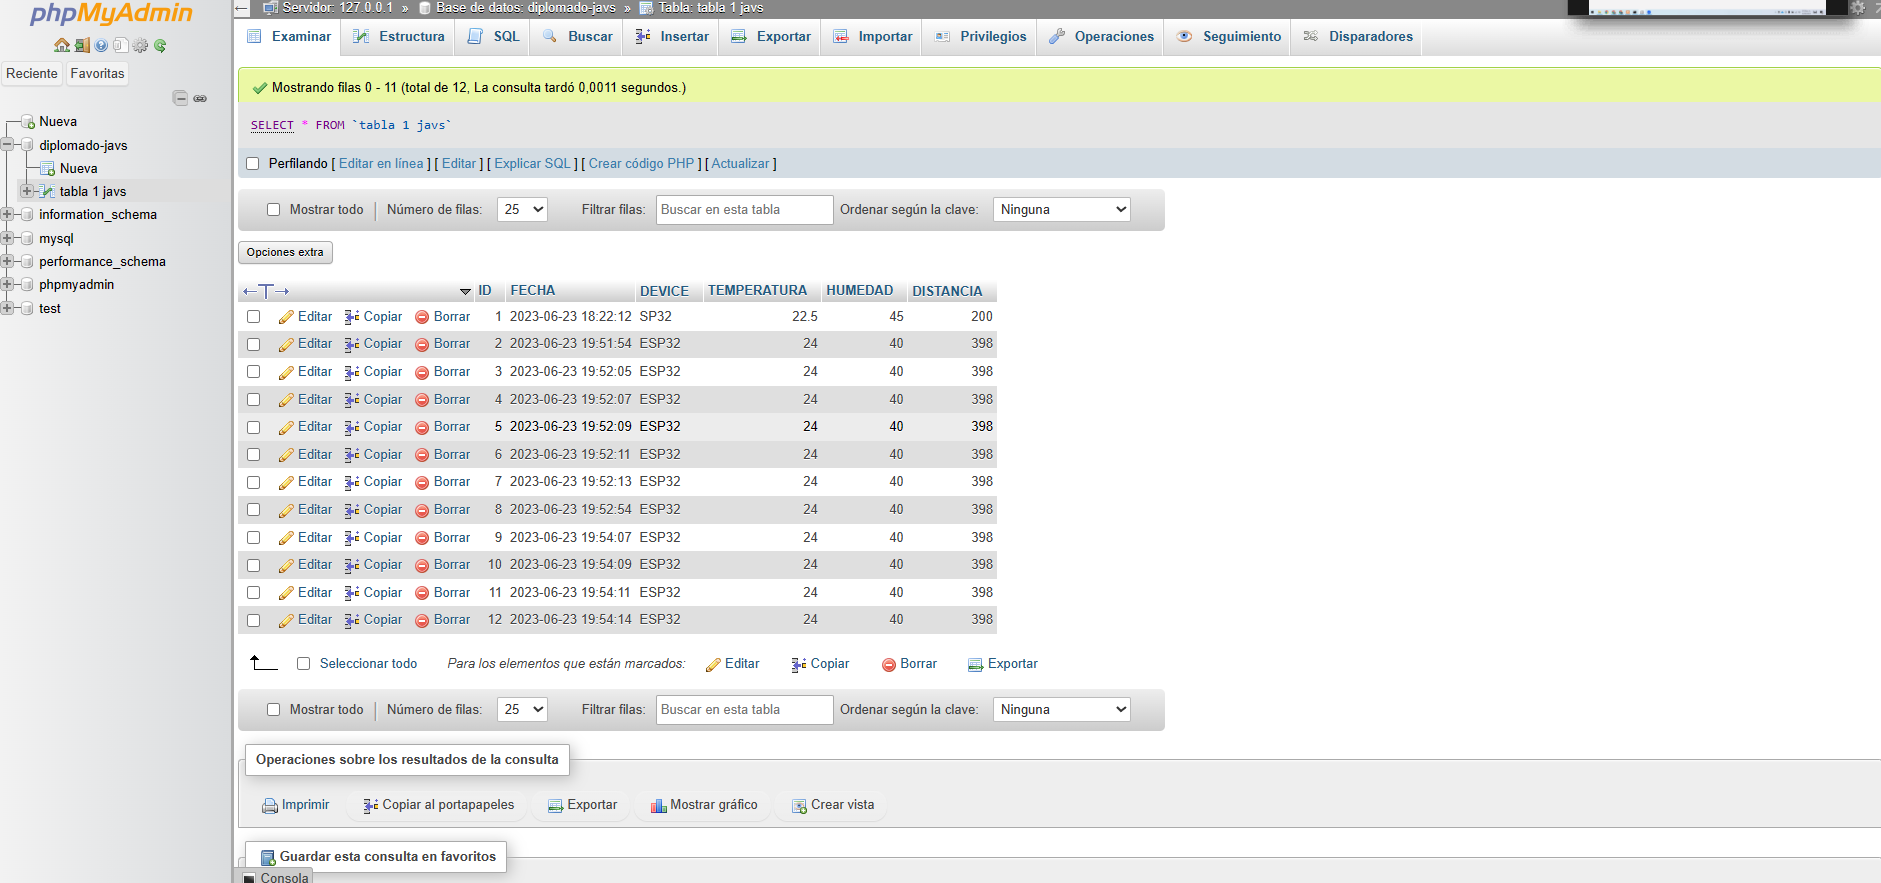 phpMyAdmin
Reciente Favoritas
Nueva
diplomado-javs
Nueva
tabla 1 javs
information_schema
mysql
performance_schema
phpmyadmin
test
Servidor: 127.0.0.1 » Base de datos: diplomado-javs » Tabla: tabla 1 javs
Examinar Estructura SQL Buscar Insertar Exportar Importar Privilegios Operaciones Seguimiento Disparadores
Mostrando filas 0 - 11 (total de 12, La consulta tardó 0,0011 segundos.)
SELECT * FROM `tabla 1 javs`
Perfilando [ Editar en línea ] [ Editar ] [ Explicar SQL ] [ Crear código PHP ] [ Actualizar ]
Mostrar todo Número de filas: 25 Filtrar filas: Buscar en esta tabla Ordenar según la clave: Ninguna
Opciones extra
ID FECHA DEVICE TEMPERATURA HUMEDAD DISTANCIA
Editar Copiar Borrar 1 2023-06-23 18:22:12 SP32 22.5 45 200
Editar Copiar Borrar 2 2023-06-23 19:51:54 ESP32 24 40 398
Editar Copiar Borrar 3 2023-06-23 19:52:05 ESP32 24 40 398
Editar Copiar Borrar 4 2023-06-23 19:52:07 ESP32 24 40 398
Editar Copiar Borrar 5 2023-06-23 19:52:09 ESP32 24 40 398
Editar Copiar Borrar 6 2023-06-23 19:52:11 ESP32 24 40 398
Editar Copiar Borrar 7 2023-06-23 19:52:13 ESP32 24 40 398
Editar Copiar Borrar 8 2023-06-23 19:52:54 ESP32 24 40 398
Editar Copiar Borrar 9 2023-06-23 19:54:07 ESP32 24 40 398
Editar Copiar Borrar 10 2023-06-23 19:54:09 ESP32 24 40 398
Editar Copiar Borrar 11 2023-06-23 19:54:11 ESP32 24 40 398
Editar Copiar Borrar 12 2023-06-23 19:54:14 ESP32 24 40 398
Seleccionar todo Para los elementos que están marcados: Editar Copiar Borrar Exportar
Mostrar todo Número de filas: 25 Filtrar filas: Buscar en esta tabla Ordenar según la clave: Ninguna
Operaciones sobre los resultados de la consulta
Imprimir Copiar al portapapeles Exportar Mostrar gráfico Crear vista
Guardar esta consulta en favoritos
Consola